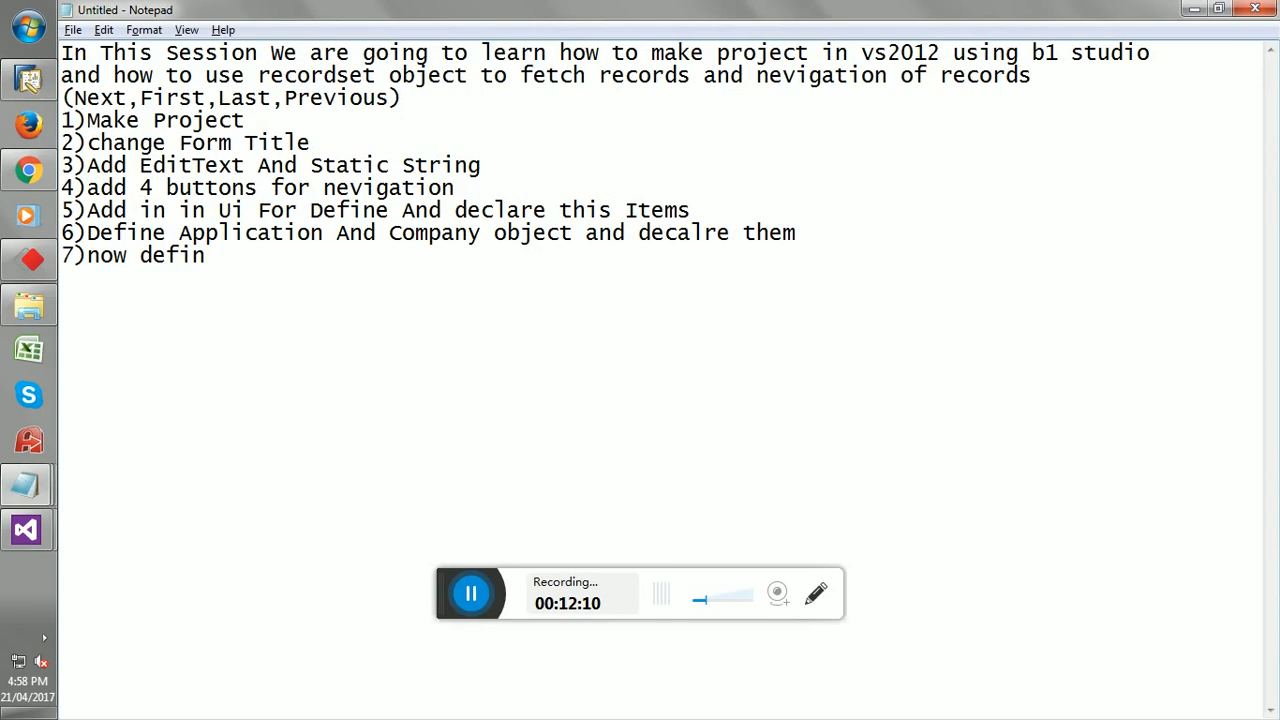 Untitled - Notepad
File Edit Format View Help
In This Session We are going to learn how to make project in vs2012 using b1 studio
and how to use recordset object to fetch records and nevigation of records
(Next,First,Last,Previous)
1)Make Project
2)change Form Title
3)Add EditText And Static String
4)add 4 buttons for nevigation
5)Add in in Ui For Define And declare this Items
6)Define Application And Company object and decalre them
7)now defin
Recording...
00:12:10
4:58 PM
21/04/2017